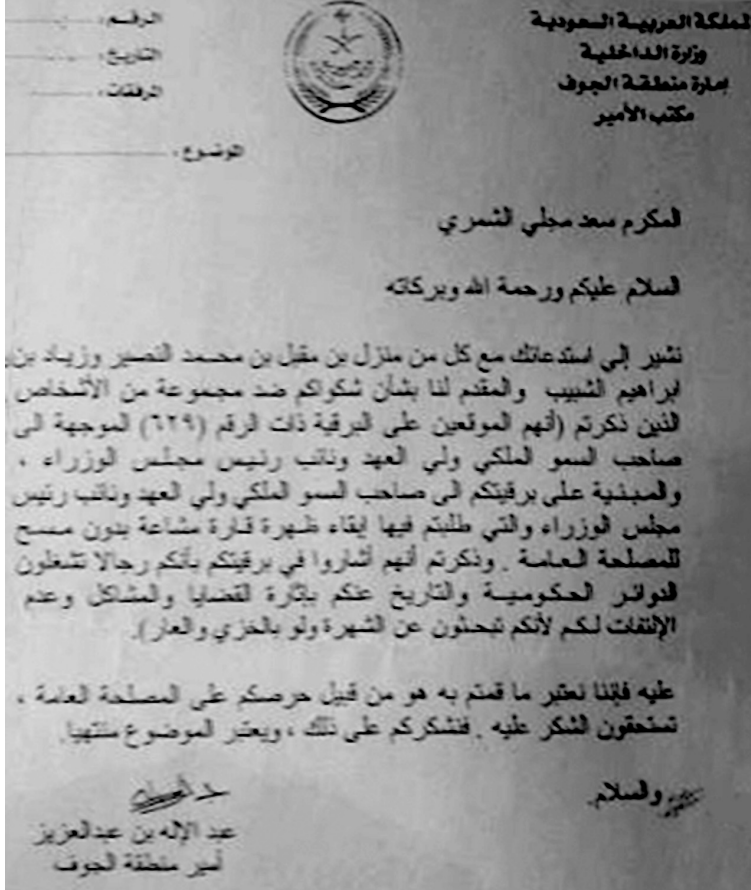 المملكة العربية السعودية
وزارة الداخلية
إمارة منطقة الجوف
مكتب الأمير
الرقم :
التاريخ :
المرفقات :
الموضوع :
المكرم سعد مجلي الشمري
السلام عليكم ورحمة الله وبركاته
نشير إلى استدعائك مع كل من منزل بن مقبل بن محمد النصير وزياد بن
ابراهيم الشبيب والمقدم لنا بشأن شكواكم ضد مجموعة من الأشخاص
الذين ذكرتم (أنهم الموقعين على البرقية ذات الرقم (٦٢٩) الموجهة الى
صاحب السمو الملكي ولي العهد ونائب رئيس مجلس الوزراء ،
والمبنية على برقيتكم الى صاحب السمو الملكي ولي العهد ونائب رئيس
مجلس الوزراء والتي طلبتم فيها إبقاء ظهرة قارة مشاعة بدون مسح
للمصلحة العامة . وذكرتم أنهم أشاروا في برقيتكم بأنكم رجالا تشغلون
الدوائر الحكومية والتاريخ عنكم بإثارة القضايا والمشاكل وعدم
الإلتفات لكم لأنكم تبحثون عن الشهرة ولو بالخزي والعار).
عليه فإننا نعتبر ما قمتم به هو من قبيل حرصكم على المصلحة العامة ،
تستحقون الشكر عليه . فنشكركم على ذلك ، ويعتبر الموضوع منتهيا.
والسلام.
عبد الإله بن عبدالعزيز
أمير منطقة الجوف